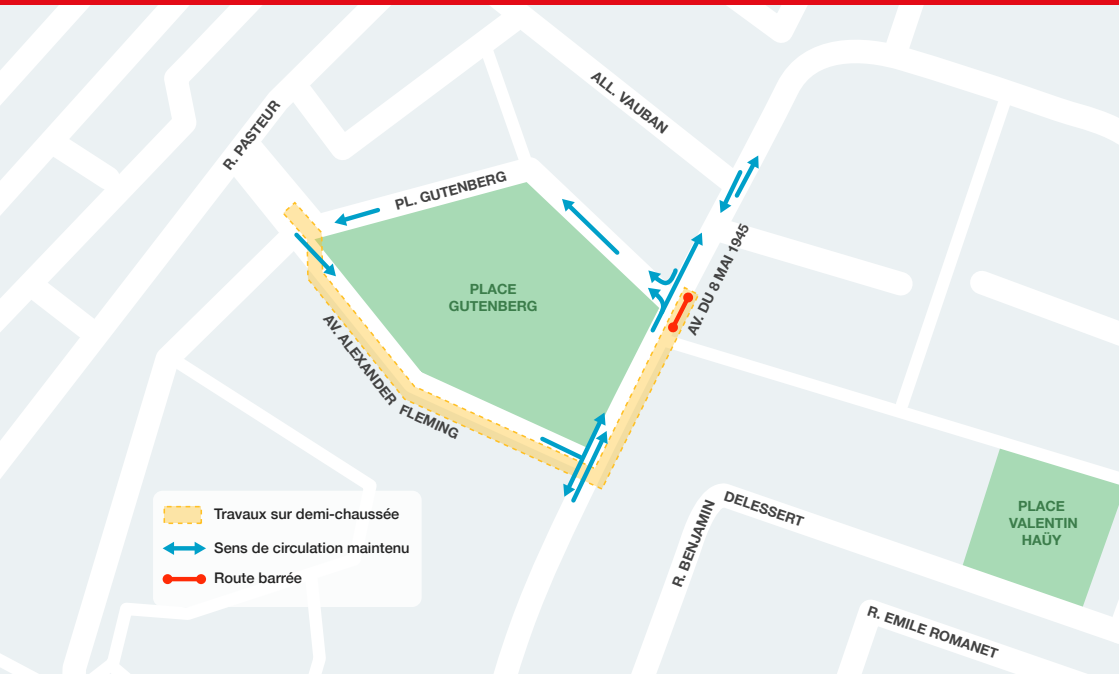 ALL. VAUBAN
R. PASTEUR
PL. GUTENBERG
AV. DU 8 MAI 1945
PLACE
GUTENBERG
AV. ALEXANDER FLEMING
R. BENJAMIN DELESSERT
PLACE
VALENTIN
HAÜY
R. EMILE ROMANET
Travaux sur demi-chaussée
Sens de circulation maintenu
Route barrée